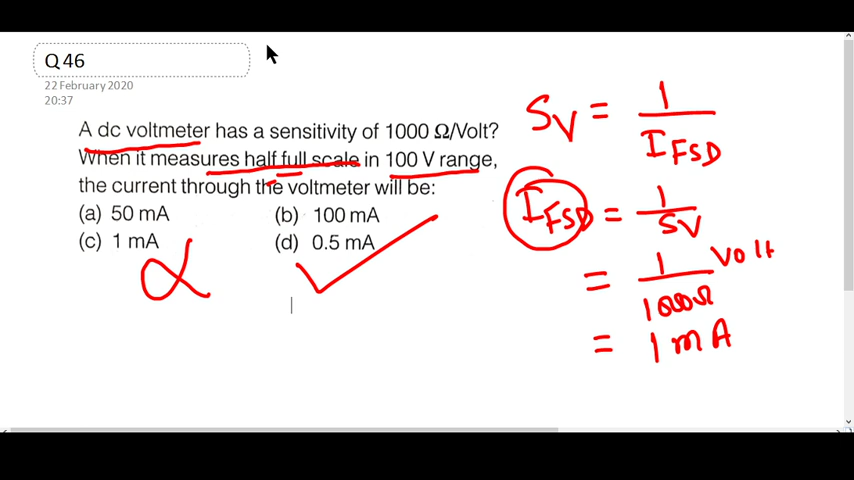 Q 46
22 February 2020
20:37
A dc voltmeter has a sensitivity of 1000 Ω/Volt?
When it measures half full scale in 100 V range,
the current through the voltmeter will be:
(a) 50 mA (b) 100 mA
(c) 1 mA (d) 0.5 mA
SV = 1
IFSD
IFSD = 1
SV
= 1 Volt
1000Ω
= 1 mA